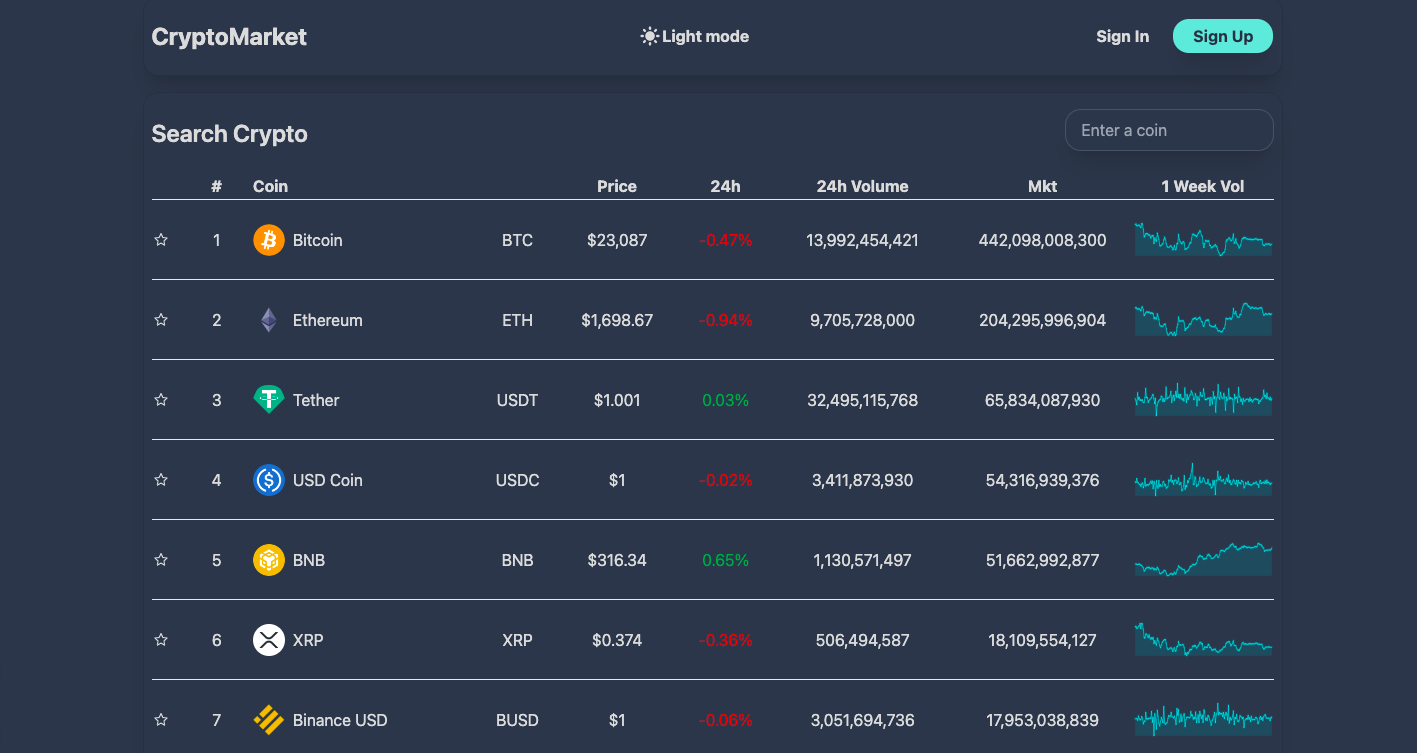 CryptoMarket Light mode Sign In Sign Up
Search Crypto Enter a coin
# Coin Price 24h 24h Volume Mkt 1 Week Vol
1 Bitcoin BTC $23,087 -0.47% 13,992,454,421 442,098,008,300
2 Ethereum ETH $1,698.67 -0.94% 9,705,728,000 204,295,996,904
3 Tether USDT $1.001 0.03% 32,495,115,768 65,834,087,930
4 USD Coin USDC $1 -0.02% 3,411,873,930 54,316,939,376
5 BNB BNB $316.34 0.65% 1,130,571,497 51,662,992,877
6 XRP XRP $0.374 -0.36% 506,494,587 18,109,554,127
7 Binance USD BUSD $1 -0.06% 3,051,694,736 17,953,038,839